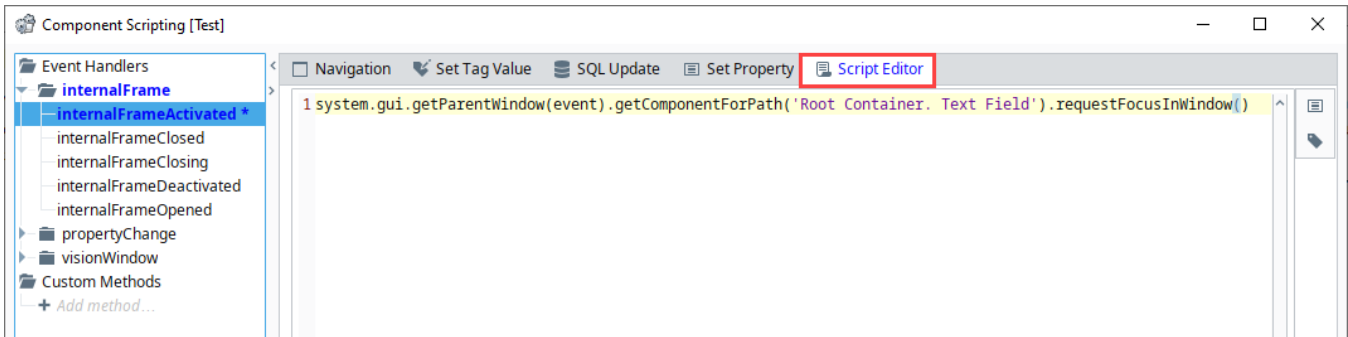 Component Scripting [Test]
Event Handlers
internalFrame
internalFrameActivated *
internalFrameClosed
internalFrameClosing
internalFrameDeactivated
internalFrameOpened
propertyChange
visionWindow
Custom Methods
Add method...
Navigation Set Tag Value SQL Update Set Property Script Editor
1 system.gui.getParentWindow(event).getComponentForPath('Root Container. Text Field').requestFocusInWindow()